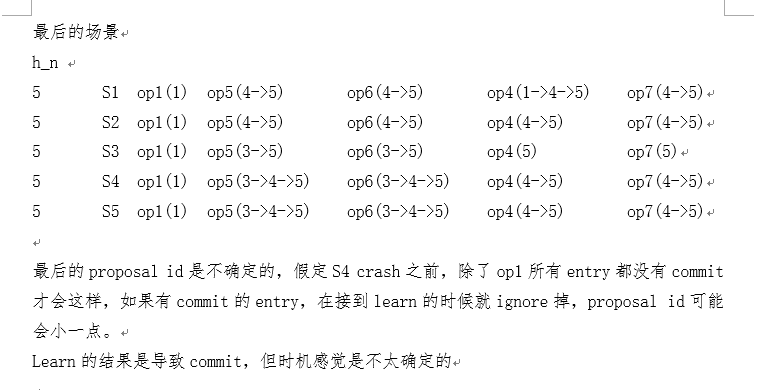 最后的场景
h_n
5 S1 op1(1) op5(4->5) op6(4->5) op4(1->4->5) op7(4->5)
5 S2 op1(1) op5(4->5) op6(4->5) op4(4->5) op7(4->5)
5 S3 op1(1) op5(3->5) op6(3->5) op4(5) op7(5)
5 S4 op1(1) op5(3->4->5) op6(3->4->5) op4(4->5) op7(4->5)
5 S5 op1(1) op5(3->4->5) op6(3->4->5) op4(4->5) op7(4->5)
最后的 proposal id 是不确定的，假定 S4 crash 之前，除了 op1 所有 entry 都没有 commit
才会这样，如果有 commit 的 entry，在接到 learn 的时候就 ignore 掉，proposal id 可能
会小一点。
Learn 的结果是导致 commit，但时机感觉是不太确定的